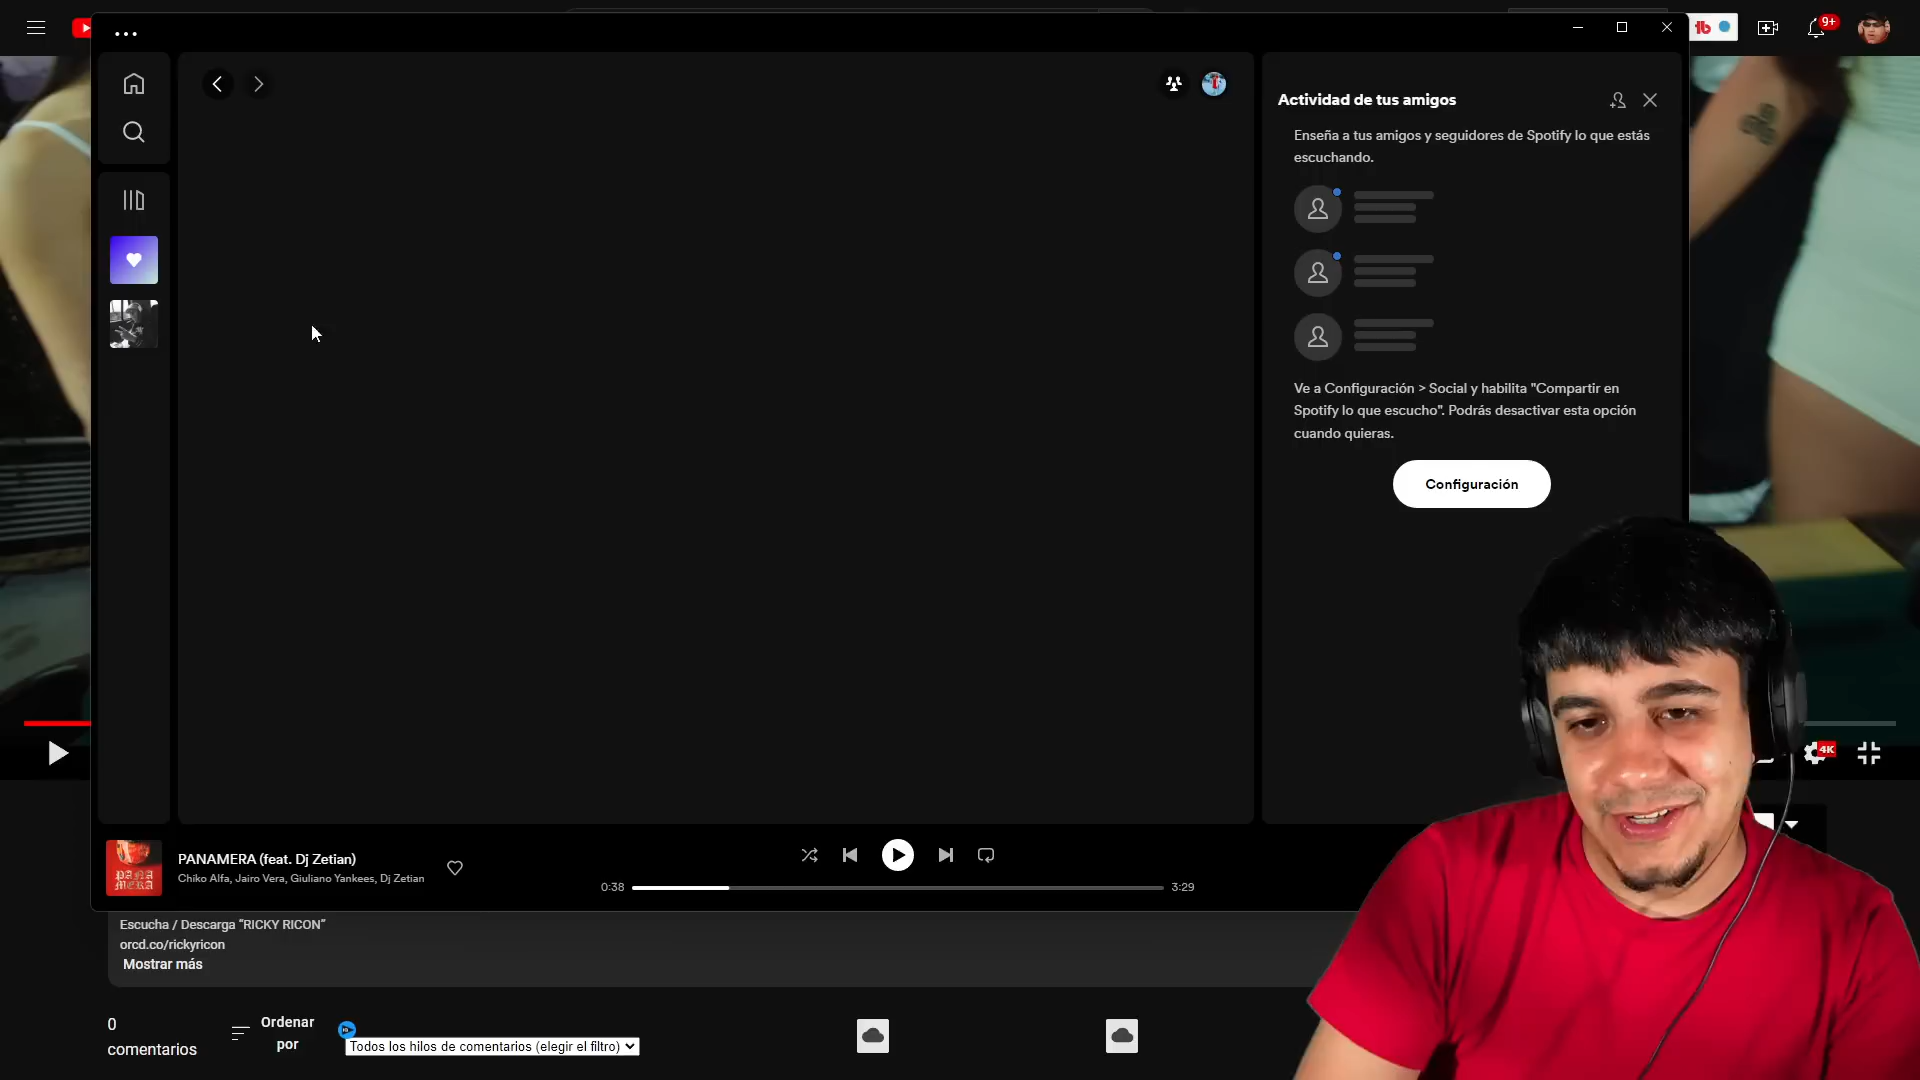 9+
Actividad de tus amigos
Enseña a tus amigos y seguidores de Spotify lo que estás
escuchando.
Ve a Configuración > Social y habilita "Compartir en
Spotify lo que escucho". Podrás desactivar esta opción
cuando quieras.
Configuración
4K
PANA
MERA
PANAMERA (feat. Dj Zetian)
Chiko Alfa, Jairo Vera, Giuliano Yankees, Dj Zetian
0:38
3:29
Escucha / Descarga “RICKY RICON”
orcd.co/rickyricon
Mostrar más
0
comentarios
Ordenar
por
Todos los hilos de comentarios (elegir el filtro)